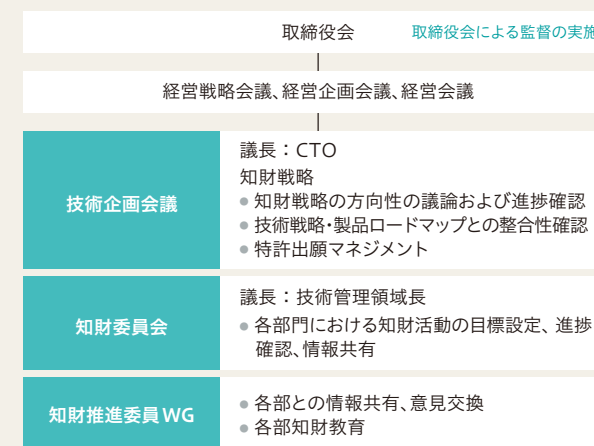 取締役会 取締役会による監督の実施
経営戦略会議、経営企画会議、経営会議
技術企画会議
議長：CTO
知財戦略
● 知財戦略の方向性の議論および進捗確認
● 技術戦略・製品ロードマップとの整合性確認
● 特許出願マネジメント
知財委員会
議長：技術管理領域長
● 各部門における知財活動の目標設定、進捗
確認、情報共有
知財推進委員WG
● 各部との情報共有、意見交換
● 各部知財教育